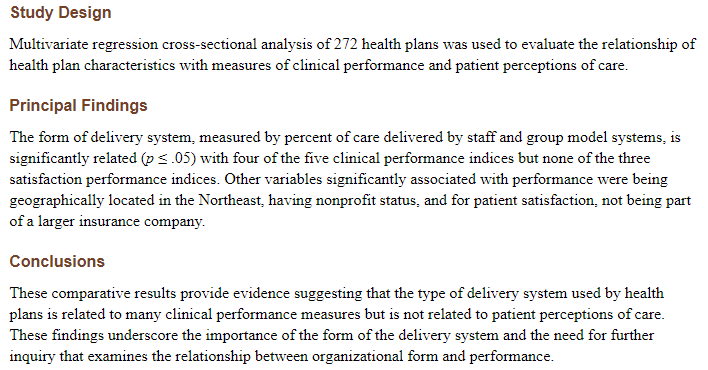 Study Design
Multivariate regression cross-sectional analysis of 272 health plans was used to evaluate the relationship of
health plan characteristics with measures of clinical performance and patient perceptions of care.
Principal Findings
The form of delivery system, measured by percent of care delivered by staff and group model systems, is
significantly related (p ≤ .05) with four of the five clinical performance indices but none of the three
satisfaction performance indices. Other variables significantly associated with performance were being
geographically located in the Northeast, having nonprofit status, and for patient satisfaction, not being part
of a larger insurance company.
Conclusions
These comparative results provide evidence suggesting that the type of delivery system used by health
plans is related to many clinical performance measures but is not related to patient perceptions of care.
These findings underscore the importance of the form of the delivery system and the need for further
inquiry that examines the relationship between organizational form and performance.